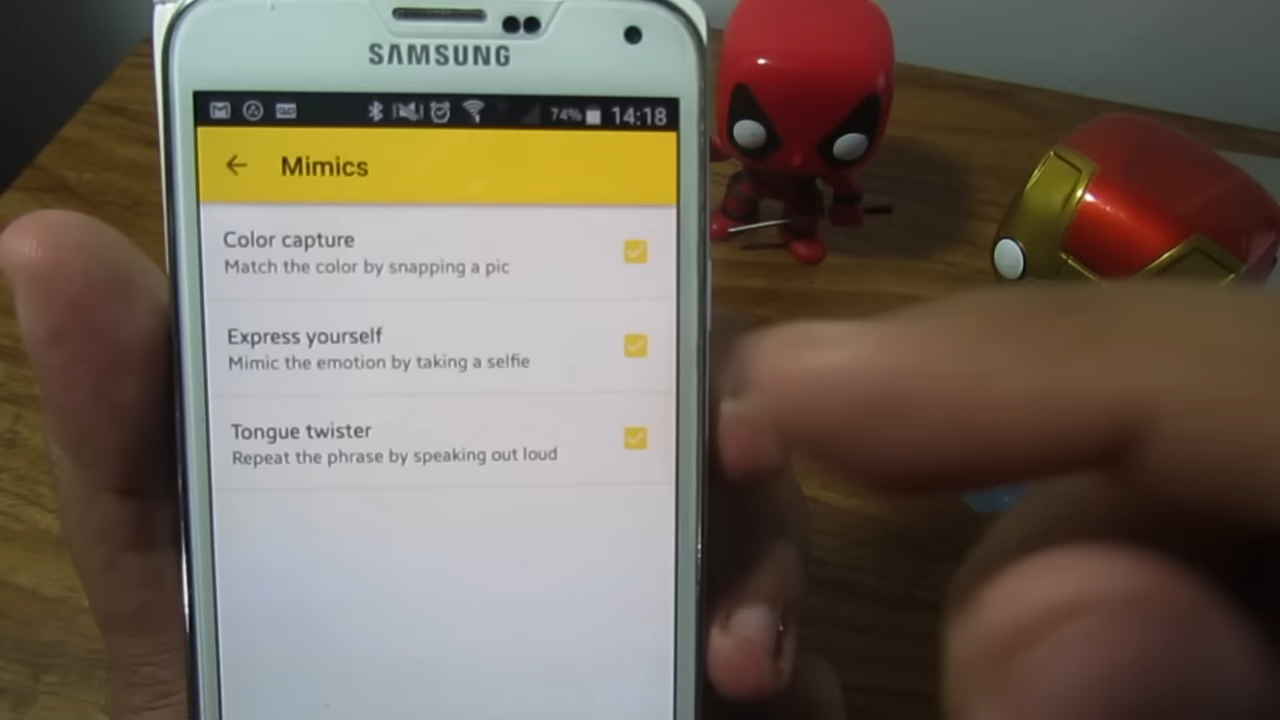 SAMSUNG
74% 14:18
Mimics
Color capture
Match the color by snapping a pic
Express yourself
Mimic the emotion by taking a selfie
Tongue twister
Repeat the phrase by speaking out loud